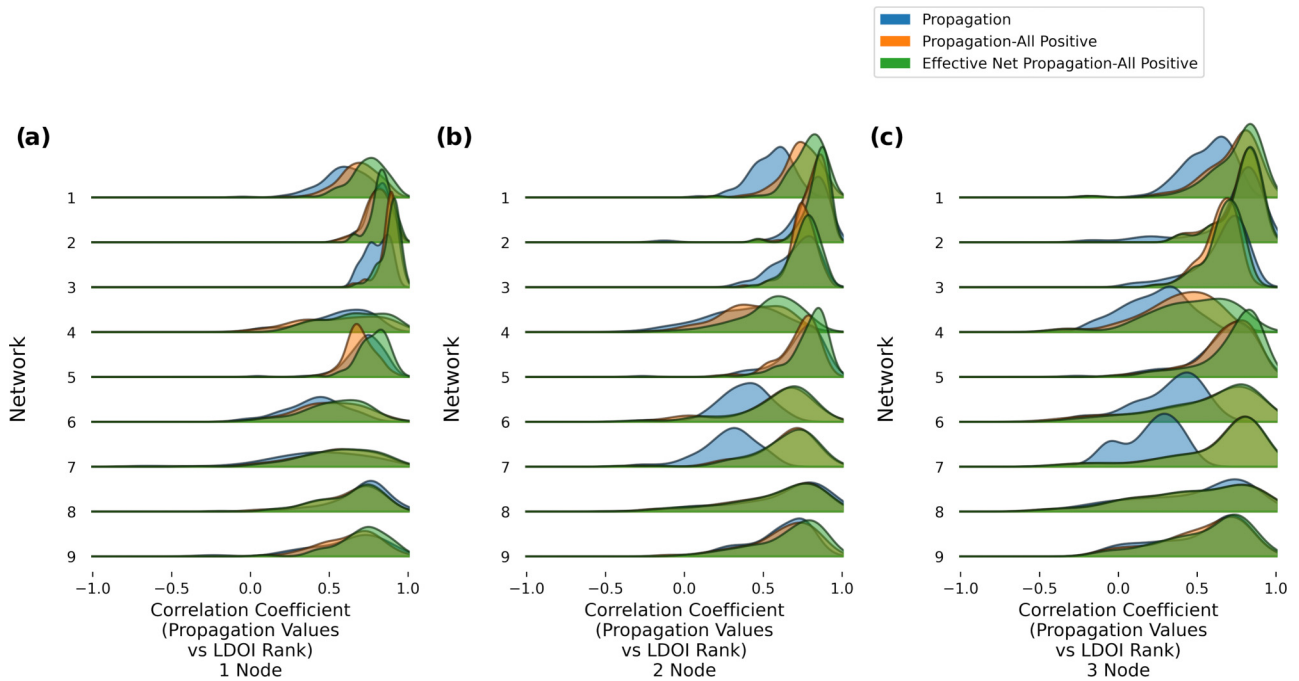 Propagation
Propagation-All Positive
Effective Net Propagation-All Positive
(a)
(b)
(c)
Network
1
2
3
4
5
6
7
8
9
−1.0 −0.5 0.0 0.5 1.0
Correlation Coefficient
(Propagation Values
vs LDOI Rank)
1 Node
Network
1
2
3
4
5
6
7
8
9
−1.0 −0.5 0.0 0.5 1.0
Correlation Coefficient
(Propagation Values
vs LDOI Rank)
2 Node
Network
1
2
3
4
5
6
7
8
9
−1.0 −0.5 0.0 0.5 1.0
Correlation Coefficient
(Propagation Values
vs LDOI Rank)
3 Node